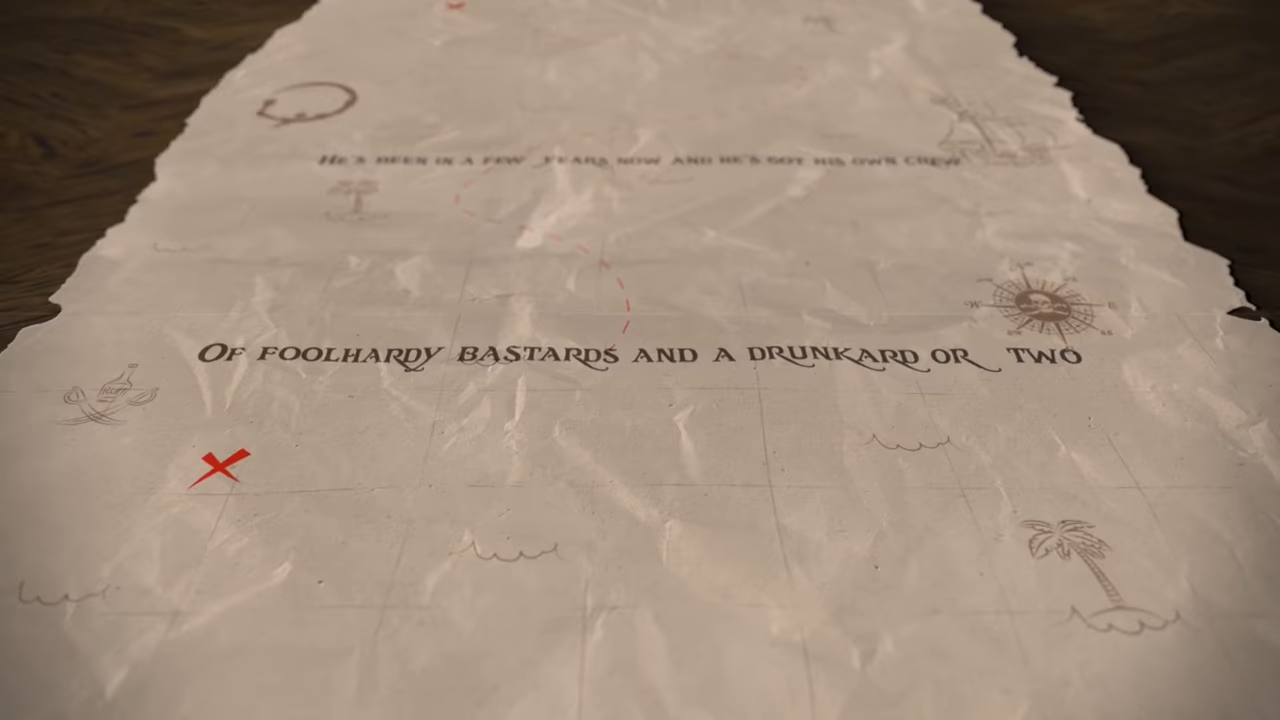 He's been in a few years now and he's got his own crew
Of foolhardy bastards and a drunkard or two
W E
RUM